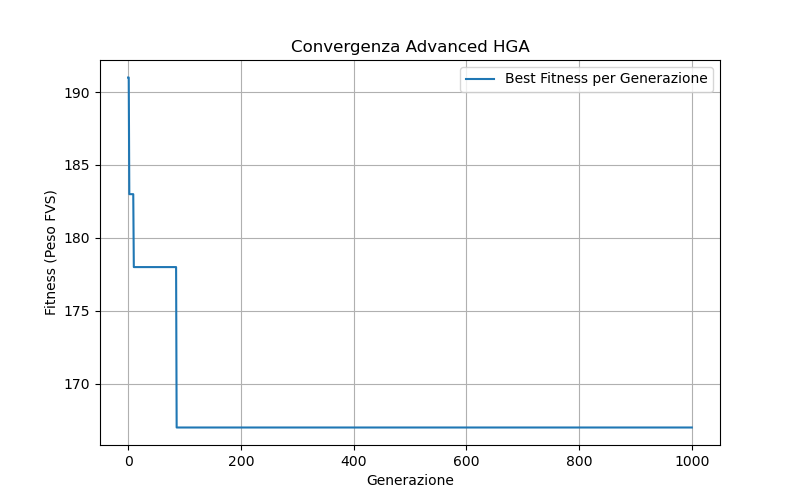 Convergenza Advanced HGA
Best Fitness per Generazione
190
185
180
175
170
Fitness (Peso FVS)
0 200 400 600 800 1000
Generazione